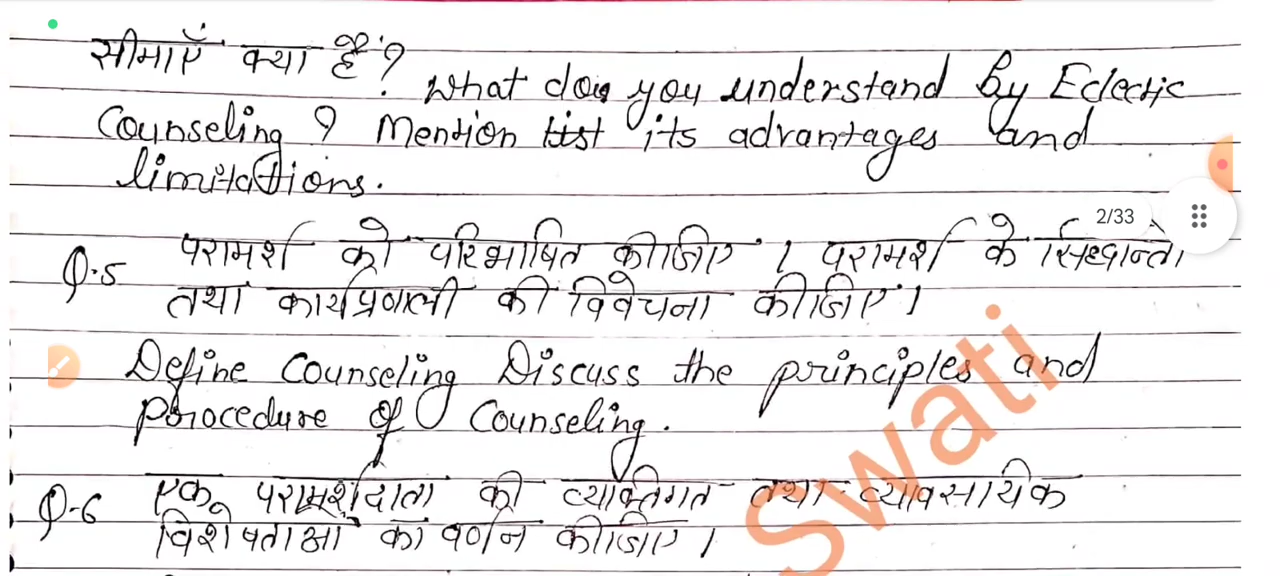 सीमाएँ क्या हैं?
What do you understand by Eclectic
Counseling ? Mention its advantages and
limitations.
2/33
Q.5 परामर्श को परिभाषित कीजिए । परामर्श के सिद्धान्तों
तथा कार्यप्रणाली की विवेचना कीजिए।
Define Counseling Discuss the principles and
procedure of Counseling.
Q-6 एक परामर्शदाता की व्यक्तिगत तथा व्यावसायिक
विशेषताओं का वर्णन कीजिए।
Swati